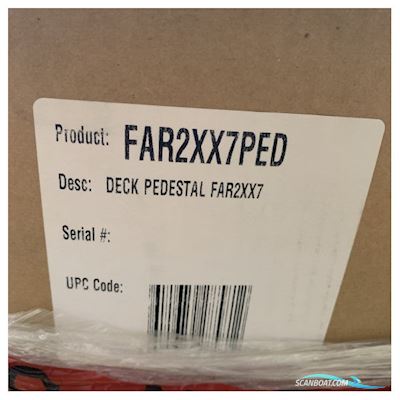 Product: FAR2XX7PED
Desc: DECK PEDESTAL FAR2XX7
Serial #:
UPC Code:
SCANBOAT.COM